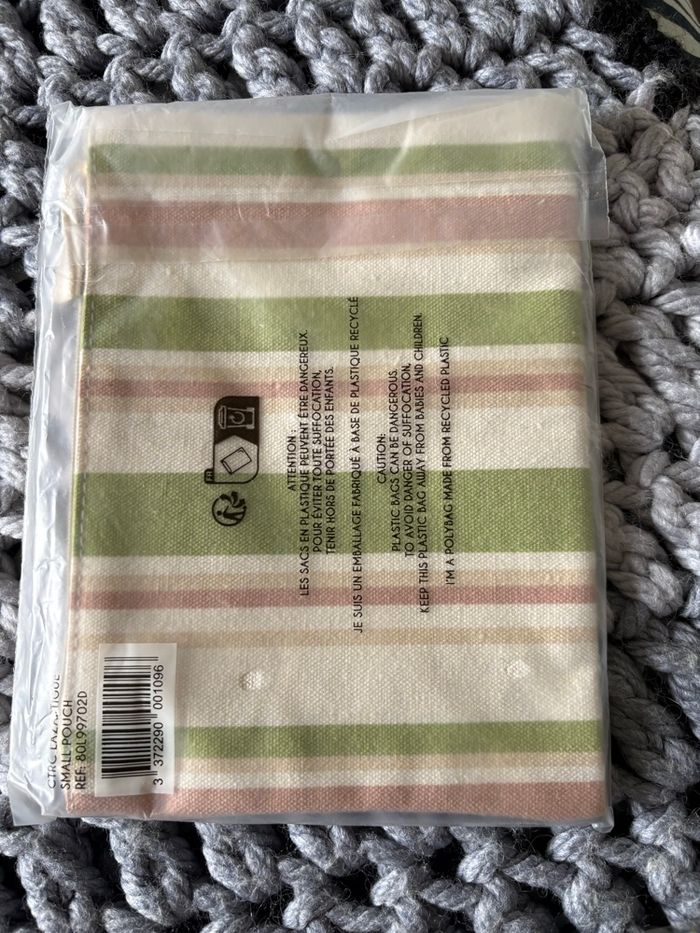 ATTENTION :
LES SACS EN PLASTIQUE PEUVENT ÊTRE DANGEREUX.
POUR ÉVITER TOUTE SUFFOCATION,
TENIR HORS DE PORTÉE DES ENFANTS.
JE SUIS UN EMBALLAGE FABRIQUÉ À BASE DE PLASTIQUE RECYCLÉ
CAUTION:
PLASTIC BAGS CAN BE DANGEROUS.
TO AVOID DANGER OF SUFFOCATION,
KEEP THIS PLASTIC BAG AWAY FROM BABIES AND CHILDREN.
I'M A POLYBAG MADE FROM RECYCLED PLASTIC
FR
SMALL POUCH
REF: 80L99702D
3 372290 001096